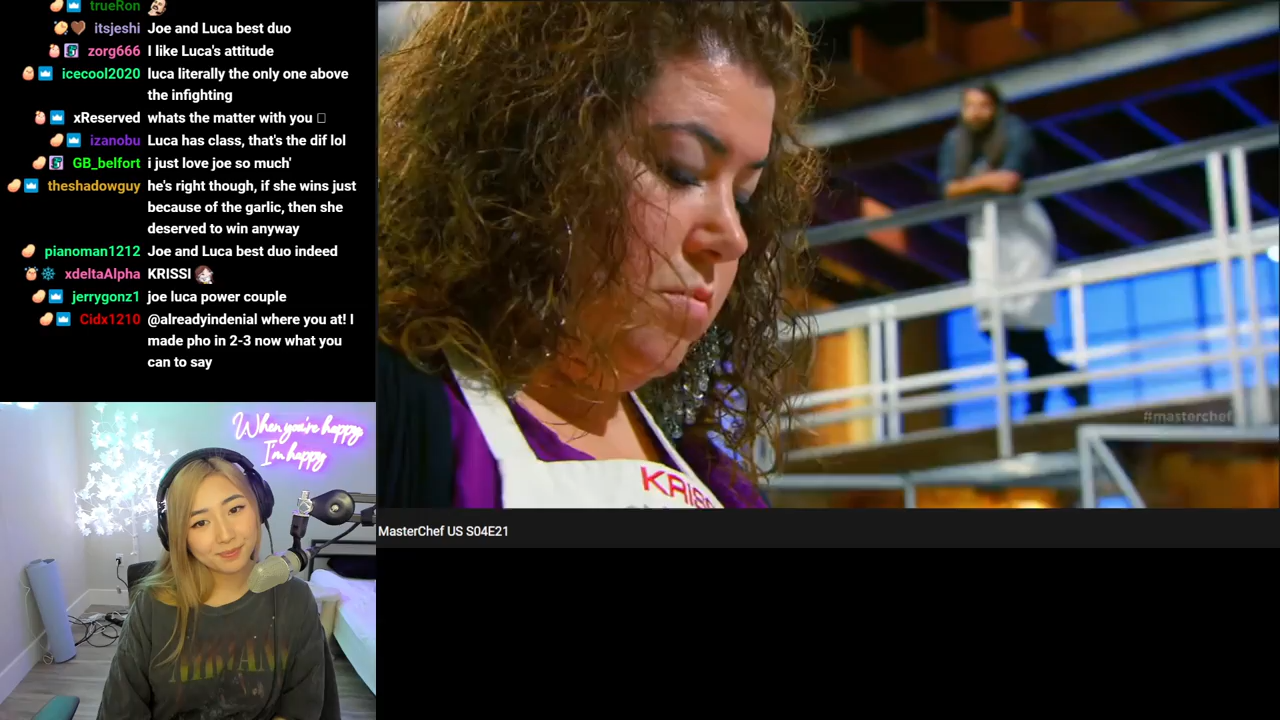 trueRon
itsjeshi Joe and Luca best duo
zorg666 I like Luca's attitude
icecool2020 luca literally the only one above
the infighting
xReserved whats the matter with you
izanobu Luca has class, that's the dif lol
GB_belfort i just love joe so much'
theshadowguy he's right though, if she wins just
because of the garlic, then she
deserved to win anyway
pianoman1212 Joe and Luca best duo indeed
xdeltaAlpha KRISSI
jerrygonz1 joe luca power couple
Cidx1210 @alreadyindenial where you at! I
made pho in 2-3 now what you
can to say
When you're happy
I'm happy
#masterchef
MasterChef US S04E21